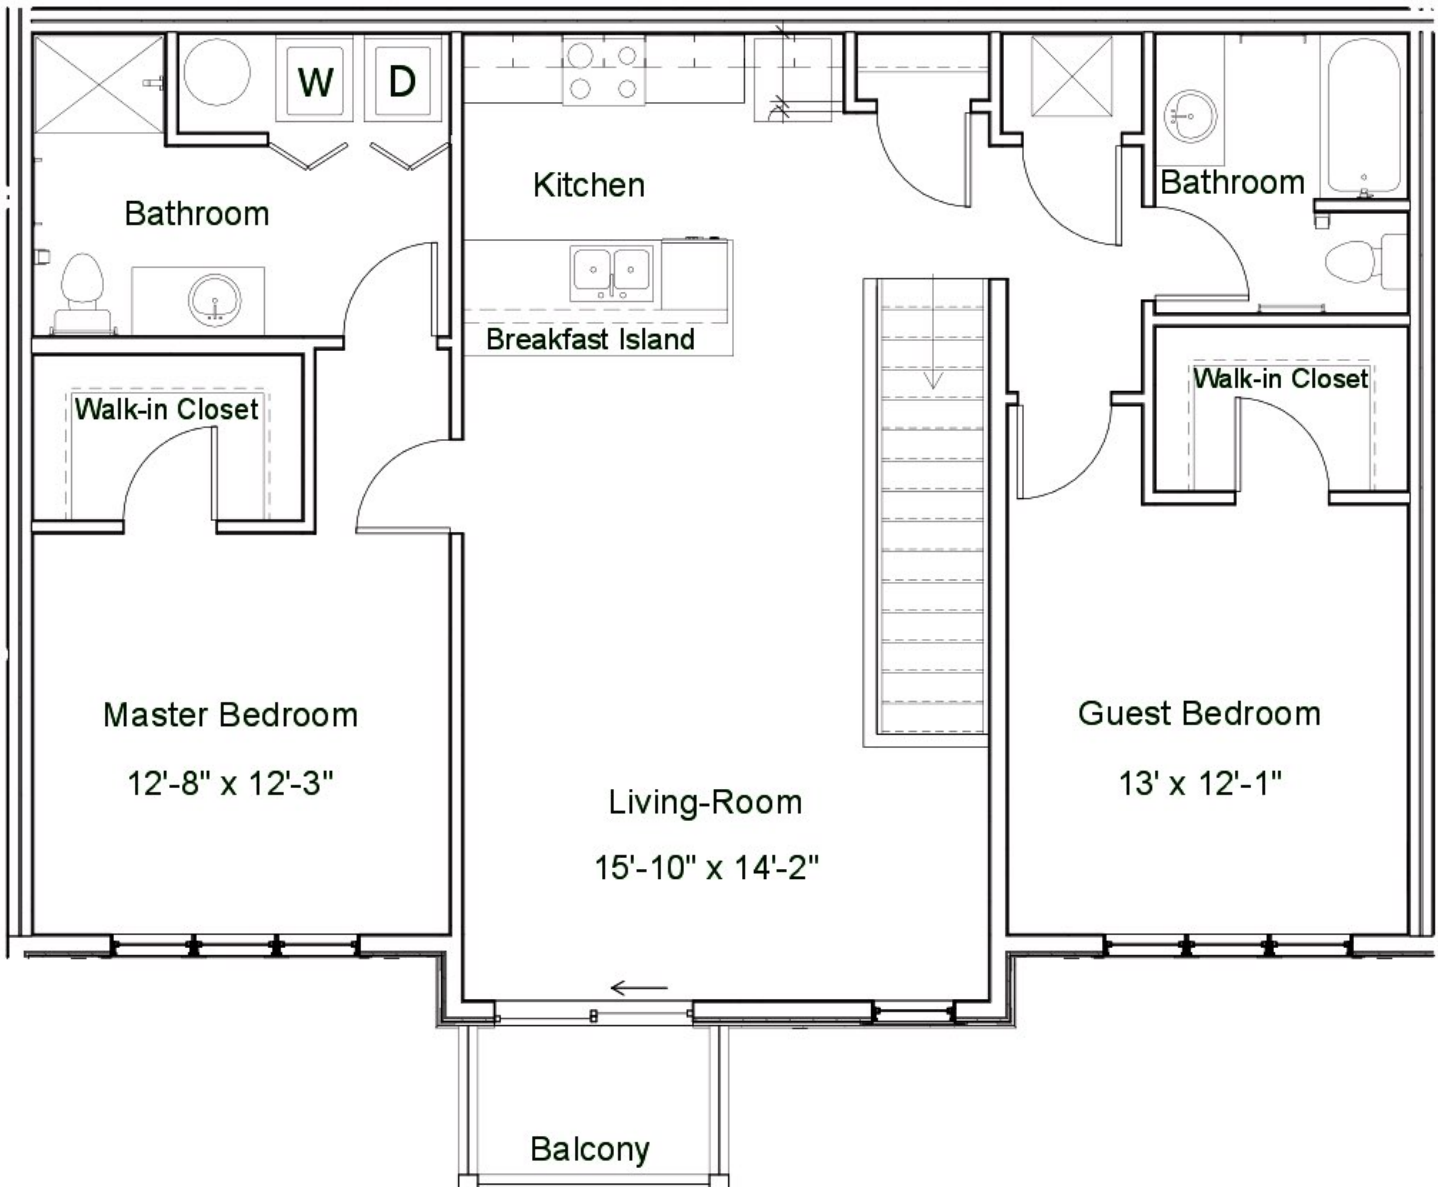 W
D
Bathroom
Kitchen
Bathroom
Breakfast Island
Walk-in Closet
Walk-in Closet
Master Bedroom
12'-8" x 12'-3"
Living-Room
15'-10" x 14'-2"
Guest Bedroom
13' x 12'-1"
Balcony